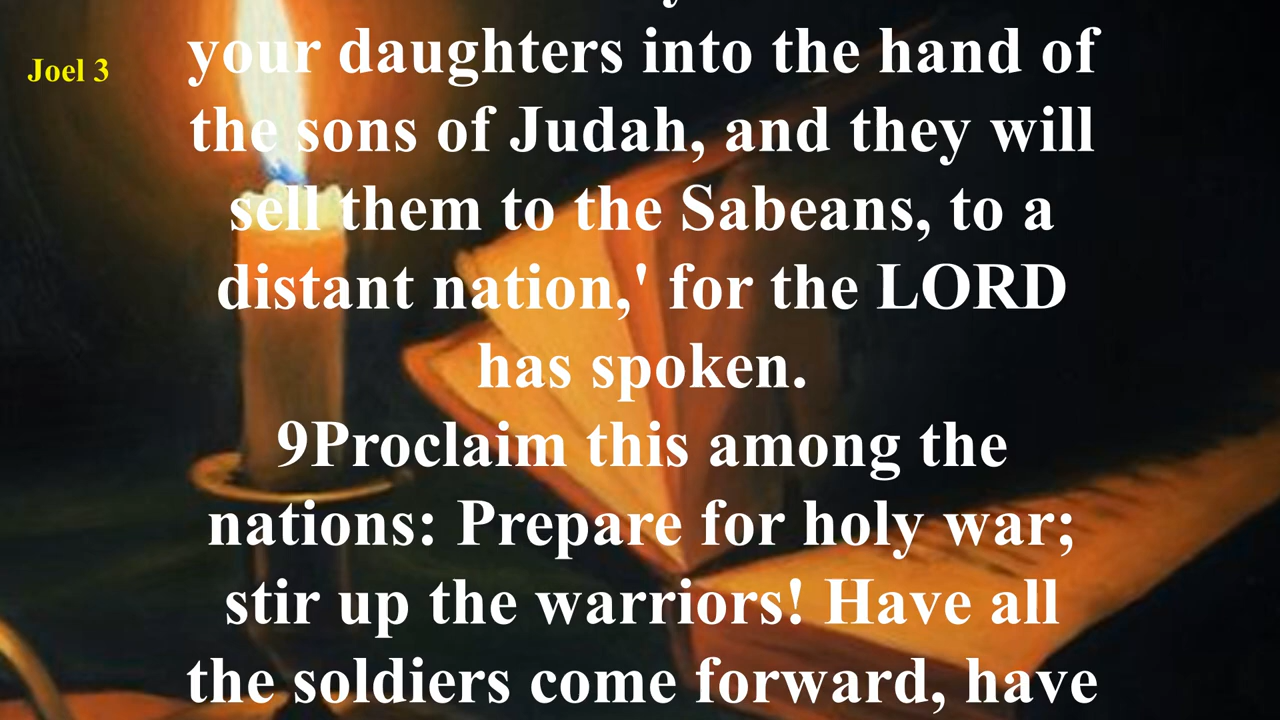 Joel 3
your daughters into the hand of
the sons of Judah, and they will
sell them to the Sabeans, to a
distant nation,' for the LORD
has spoken.
9Proclaim this among the
nations: Prepare for holy war;
stir up the warriors! Have all
the soldiers come forward, have